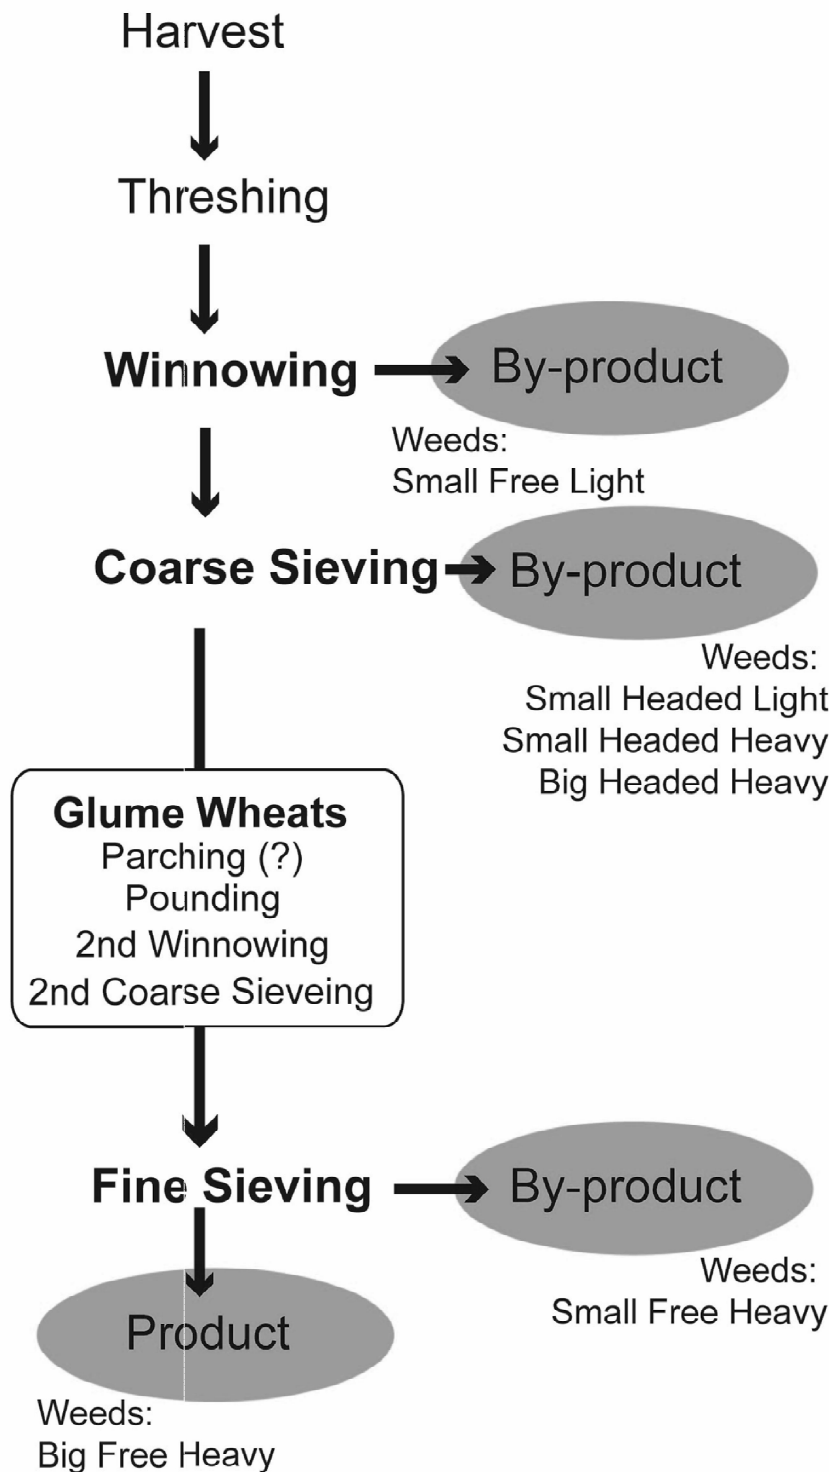 Harvest
Threshing
Winnowing
By-product
Weeds:
Small Free Light
Coarse Sieving
By-product
Weeds:
Small Headed Light
Small Headed Heavy
Big Headed Heavy
Glume Wheats
Parching (?)
Pounding
2nd Winnowing
2nd Coarse Sieveing
Fine Sieving
By-product
Weeds:
Small Free Heavy
Product
Weeds:
Big Free Heavy